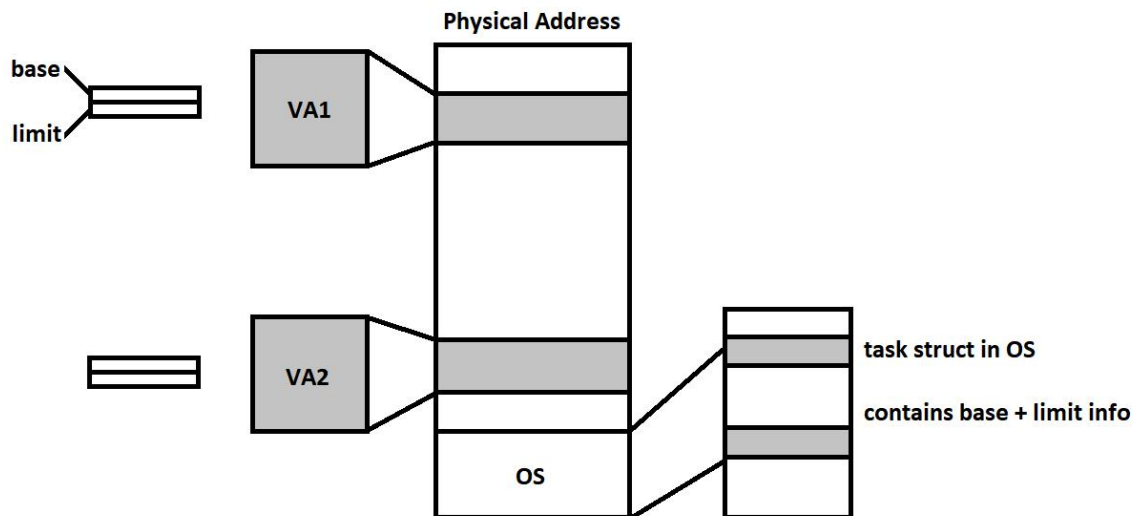 Physical Address
base
limit
VA1
VA2
task struct in OS
contains base + limit info
OS